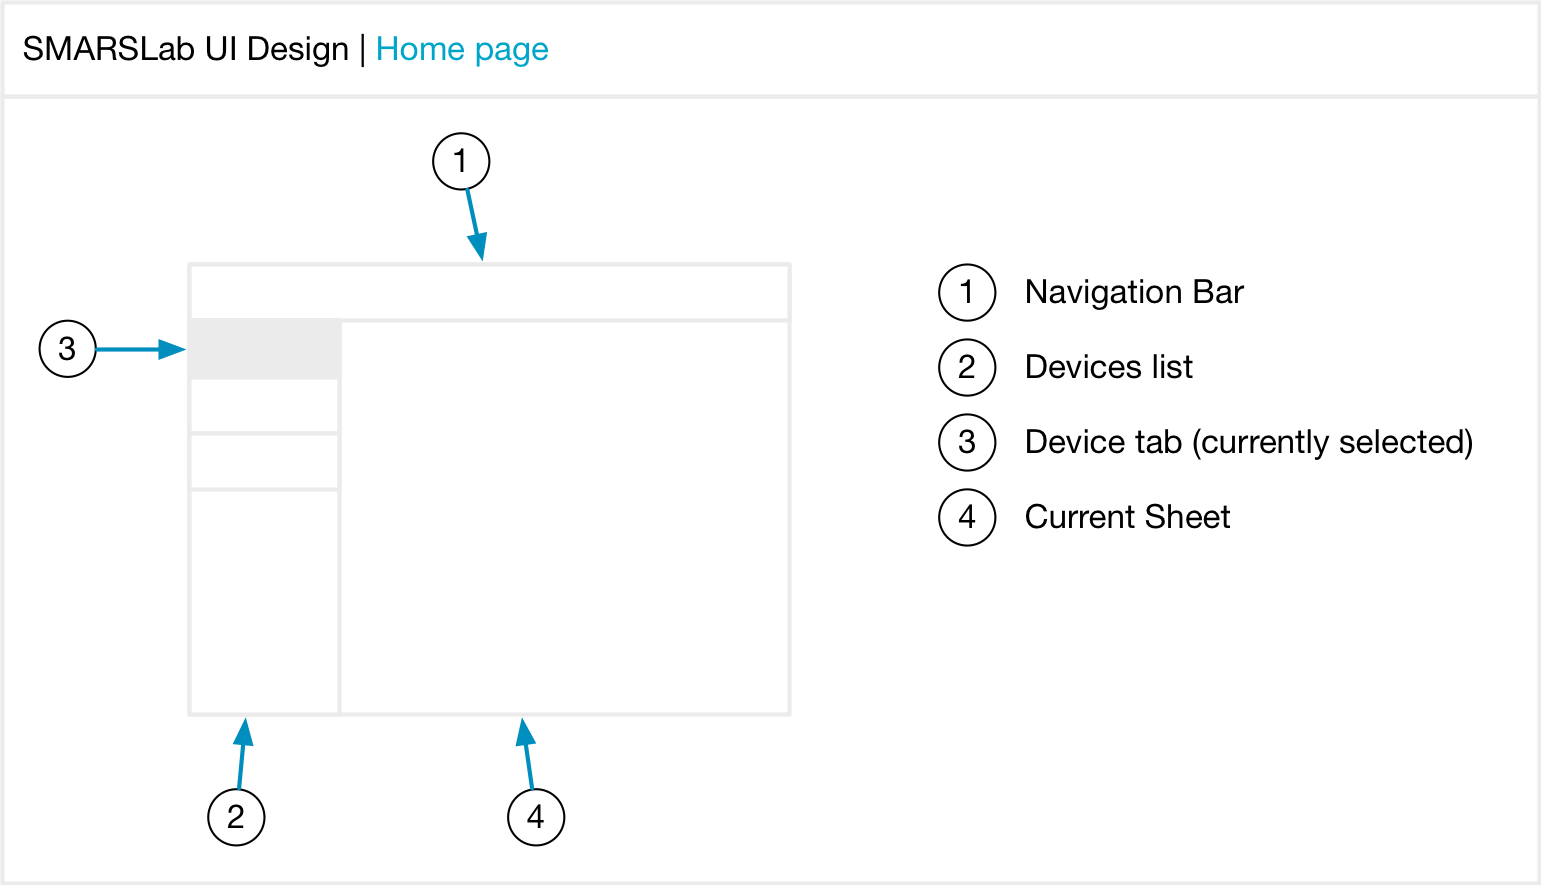 SMARSLab UI Design | Home page
1
3
2
4
1 Navigation Bar
2 Devices list
3 Device tab (currently selected)
4 Current Sheet